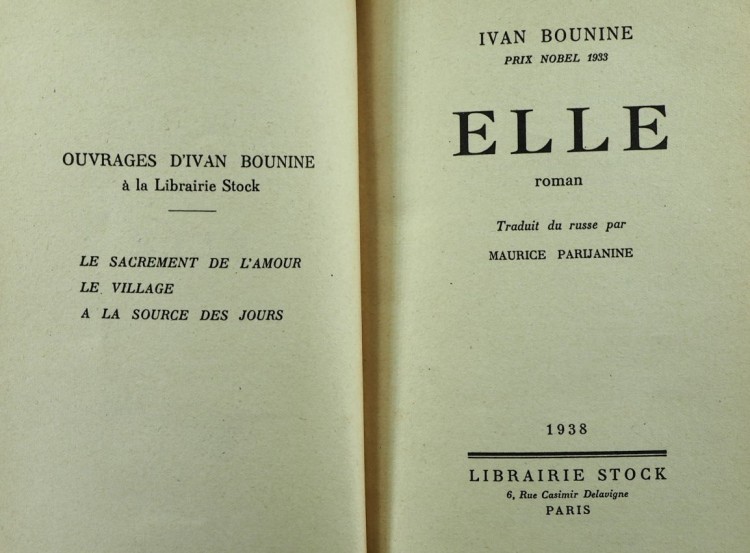 OUVRAGES D'IVAN BOUNINE
à la Librairie Stock
LE SACREMENT DE L'AMOUR
LE VILLAGE
A LA SOURCE DES JOURS
IVAN BOUNINE
PRIX NOBEL 1933
ELLE
roman
Traduit du russe par
MAURICE PARIJANINE
1938
LIBRAIRIE STOCK
6, Rue Casimir Delavigne
PARIS